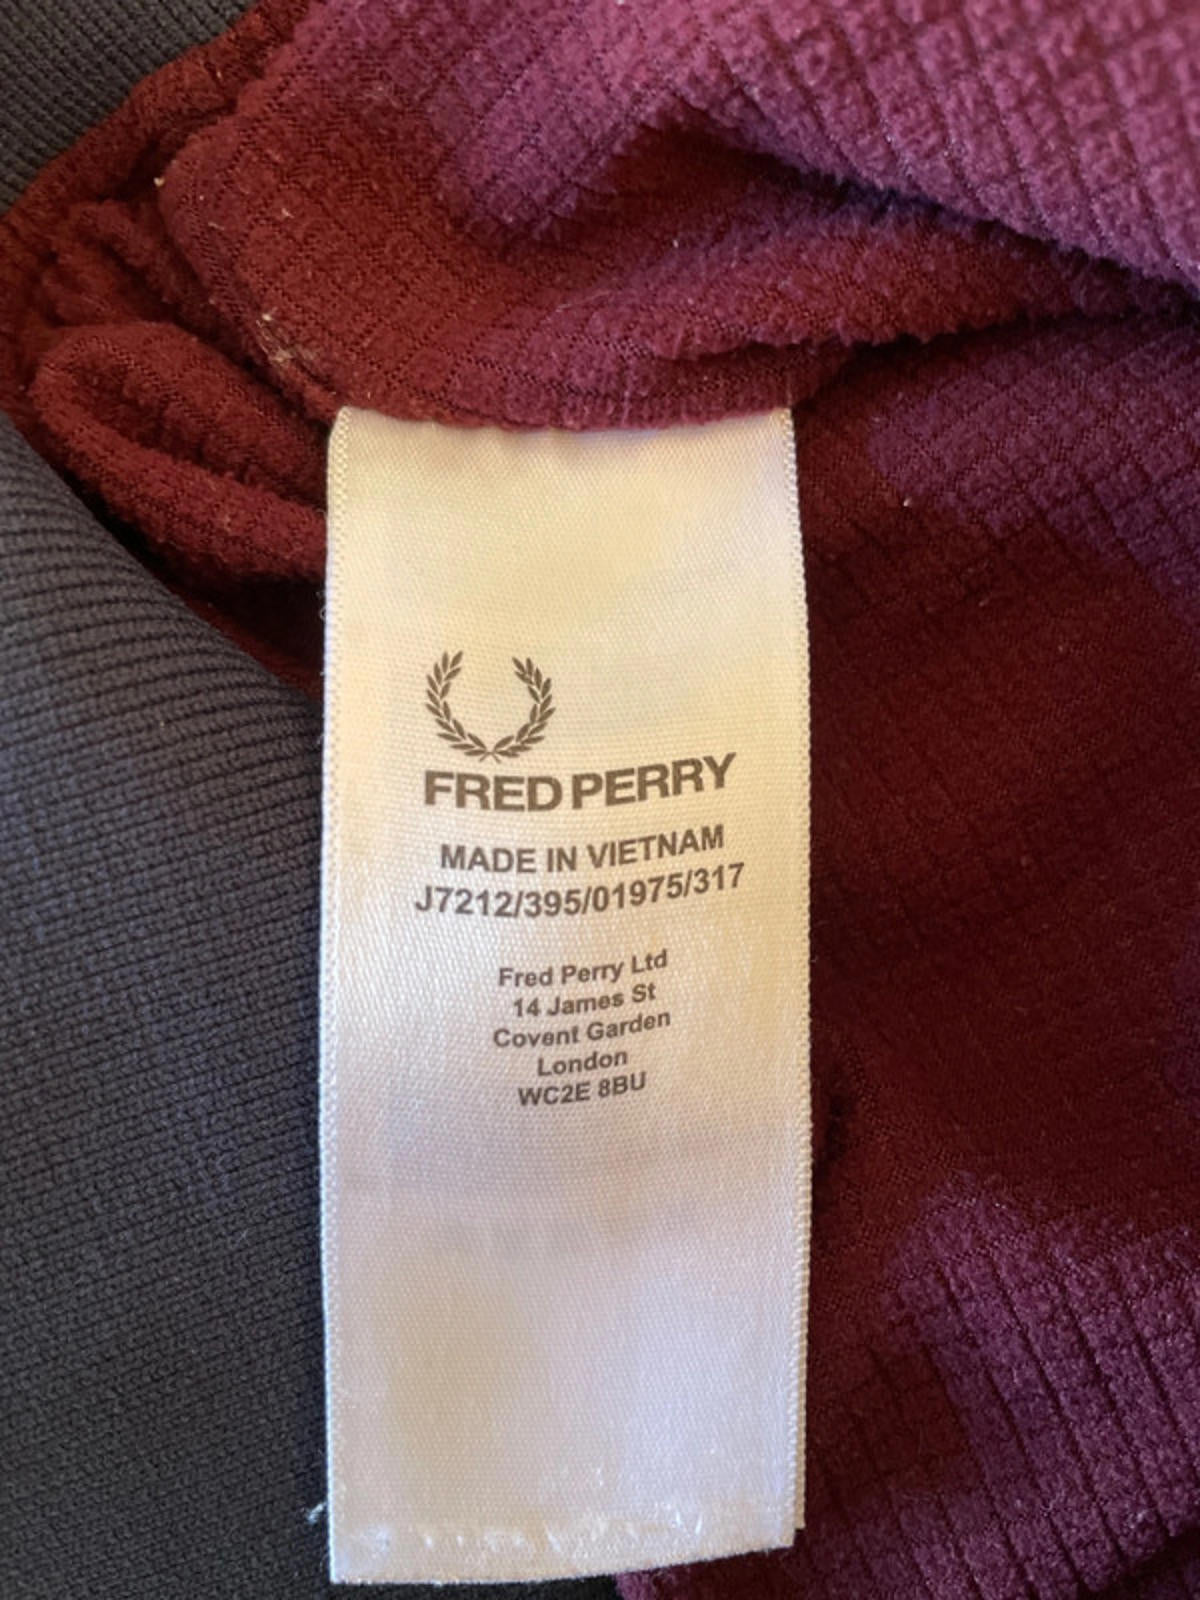 FRED PERRY
MADE IN VIETNAM
J7212/395/01975/317
Fred Perry Ltd
14 James St
Covent Garden
London
WC2E 8BU